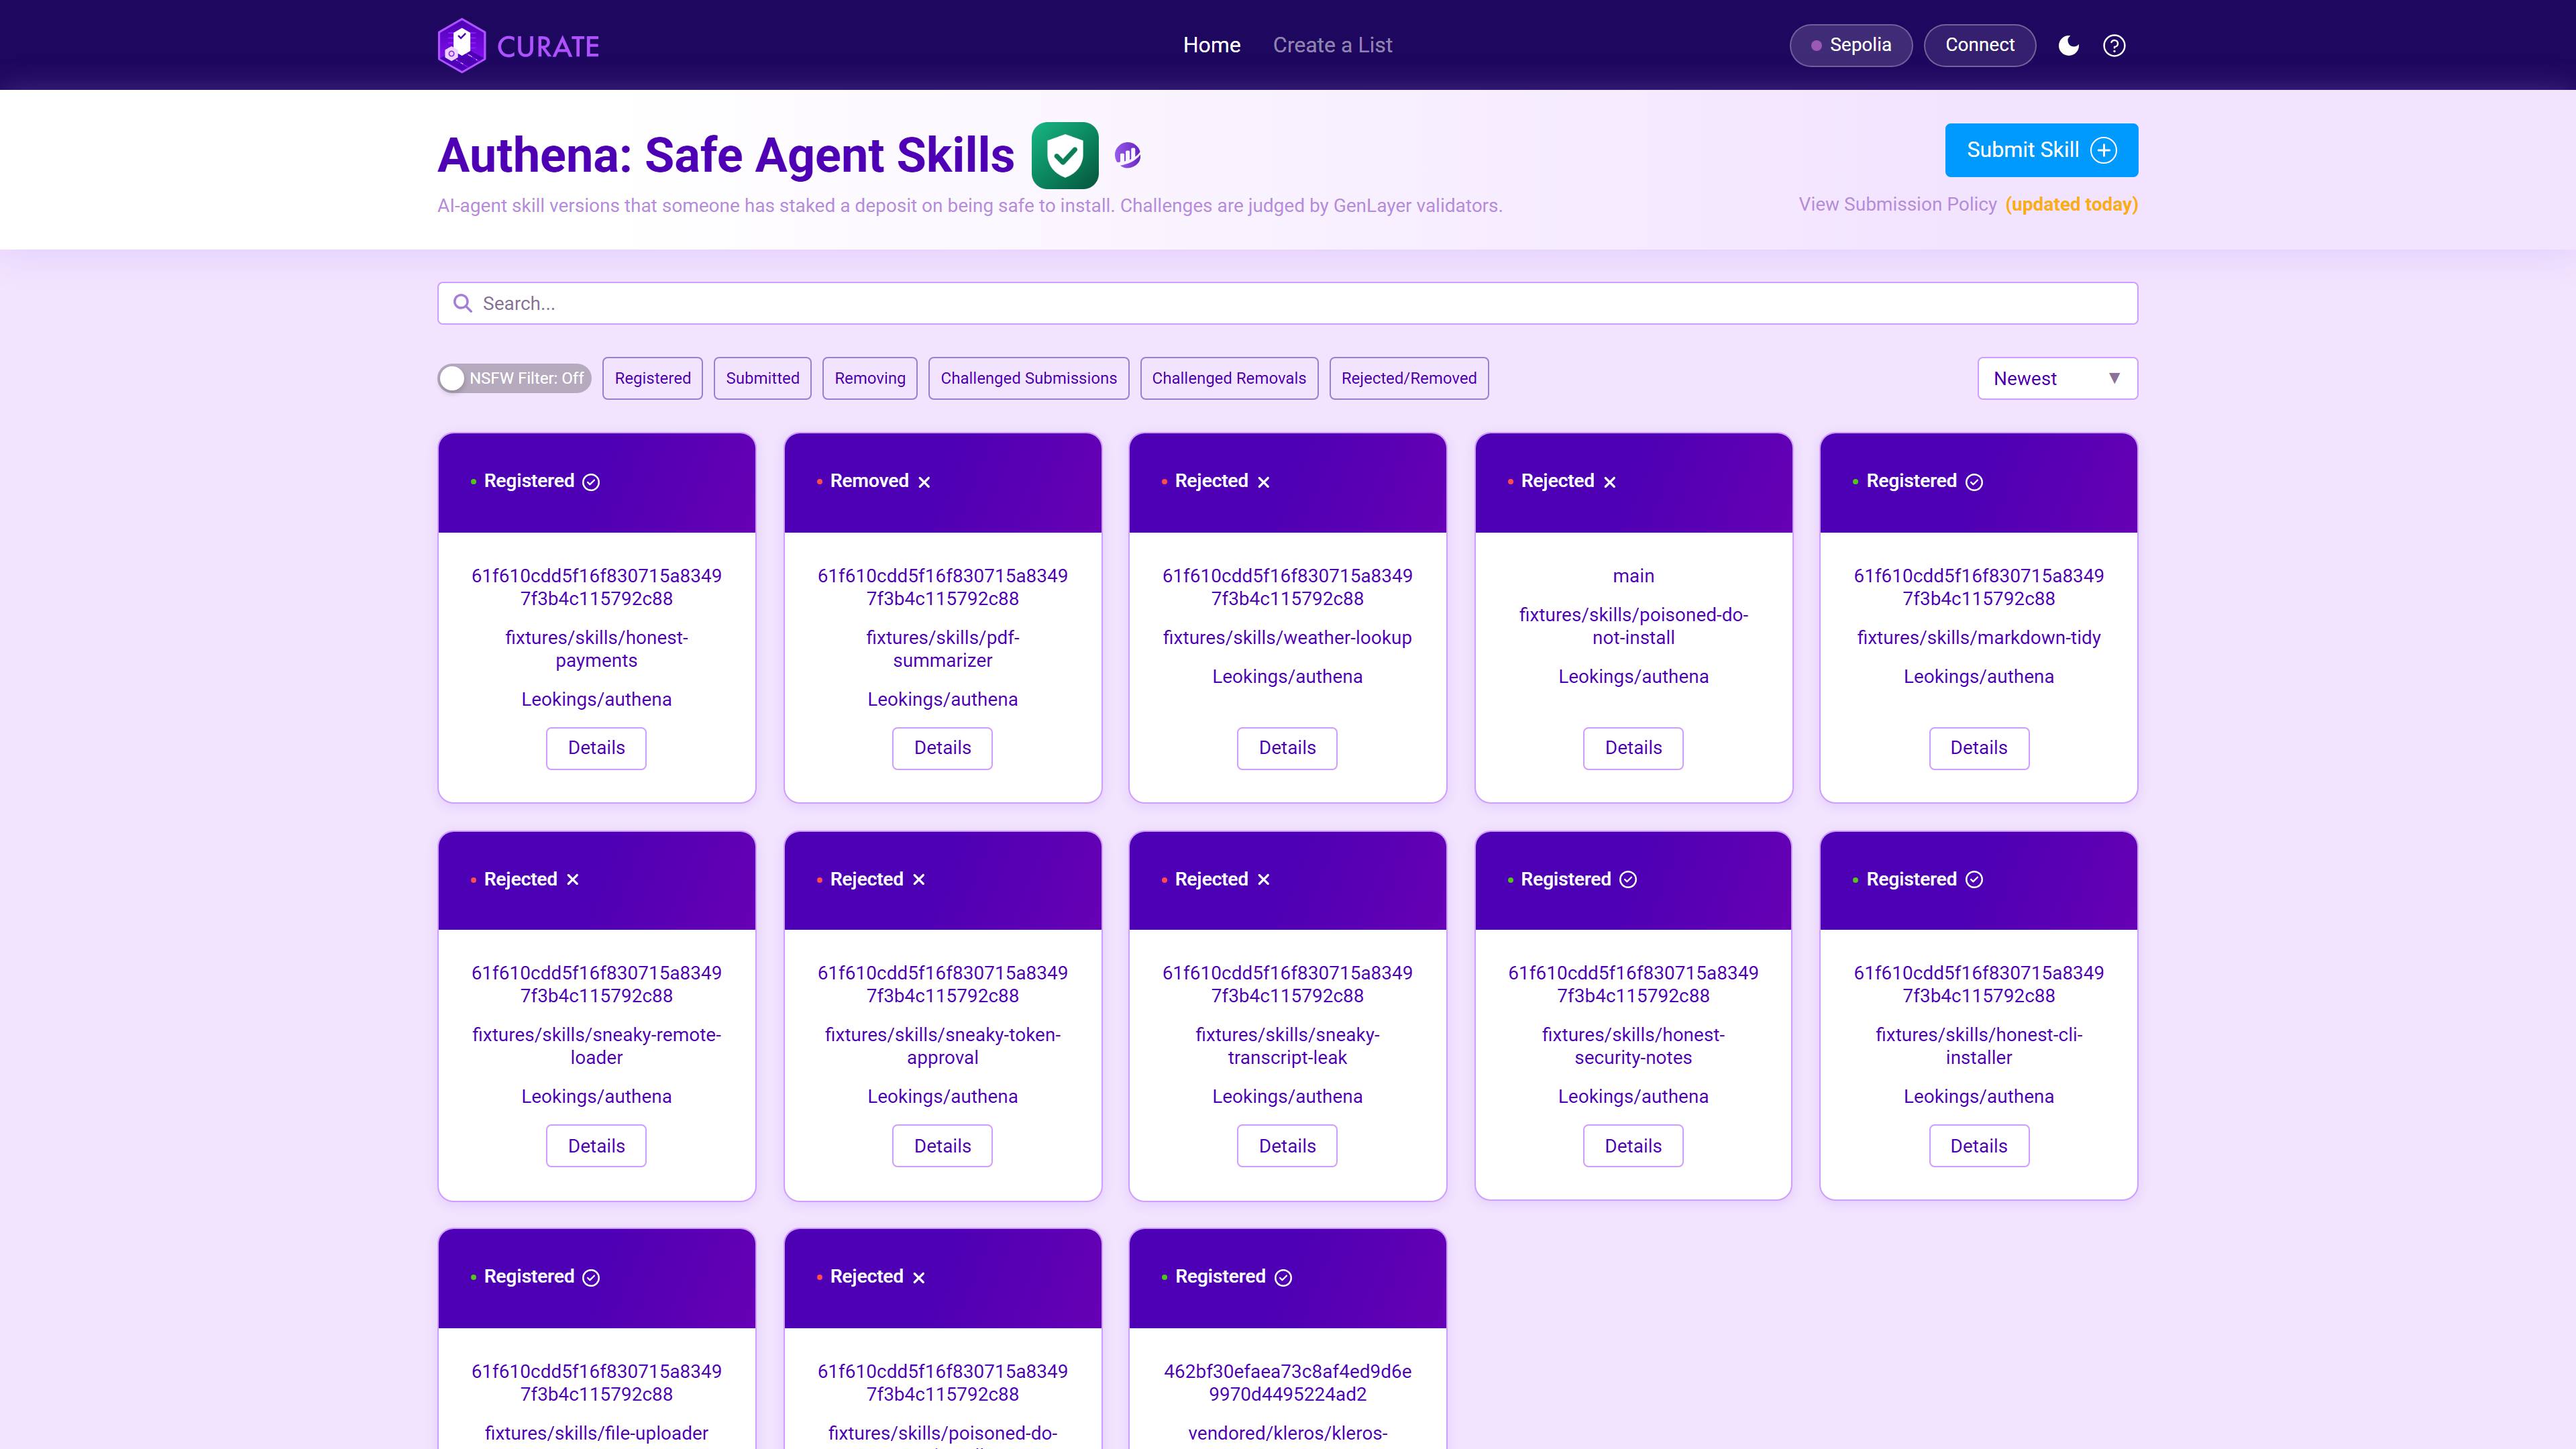 CURATE
Home
Create a List
Sepolia
Connect
Authena: Safe Agent Skills
AI-agent skill versions that someone has staked a deposit on being safe to install. Challenges are judged by GenLayer validators.
Submit Skill
View Submission Policy (updated today)
Search...
NSFW Filter: Off
Registered
Submitted
Removing
Challenged Submissions
Challenged Removals
Rejected/Removed
Newest
Registered
61f610cdd5f16f830715a8349
7f3b4c115792c88
fixtures/skills/honest-
payments
Leokings/authena
Details
Removed
61f610cdd5f16f830715a8349
7f3b4c115792c88
fixtures/skills/pdf-
summarizer
Leokings/authena
Details
Rejected
61f610cdd5f16f830715a8349
7f3b4c115792c88
fixtures/skills/weather-lookup
Leokings/authena
Details
Rejected
main
fixtures/skills/poisoned-do-
not-install
Leokings/authena
Details
Registered
61f610cdd5f16f830715a8349
7f3b4c115792c88
fixtures/skills/markdown-tidy
Leokings/authena
Details
Rejected
61f610cdd5f16f830715a8349
7f3b4c115792c88
fixtures/skills/sneaky-remote-
loader
Leokings/authena
Details
Rejected
61f610cdd5f16f830715a8349
7f3b4c115792c88
fixtures/skills/sneaky-token-
approval
Leokings/authena
Details
Rejected
61f610cdd5f16f830715a8349
7f3b4c115792c88
fixtures/skills/sneaky-
transcript-leak
Leokings/authena
Details
Registered
61f610cdd5f16f830715a8349
7f3b4c115792c88
fixtures/skills/honest-
security-notes
Leokings/authena
Details
Registered
61f610cdd5f16f830715a8349
7f3b4c115792c88
fixtures/skills/honest-cli-
installer
Leokings/authena
Details
Registered
61f610cdd5f16f830715a8349
7f3b4c115792c88
fixtures/skills/file-uploader
Rejected
61f610cdd5f16f830715a8349
7f3b4c115792c88
fixtures/skills/poisoned-do-
Registered
462bf30efaea73c8af4ed9d6e
9970d4495224ad2
vendored/kleros/kleros-